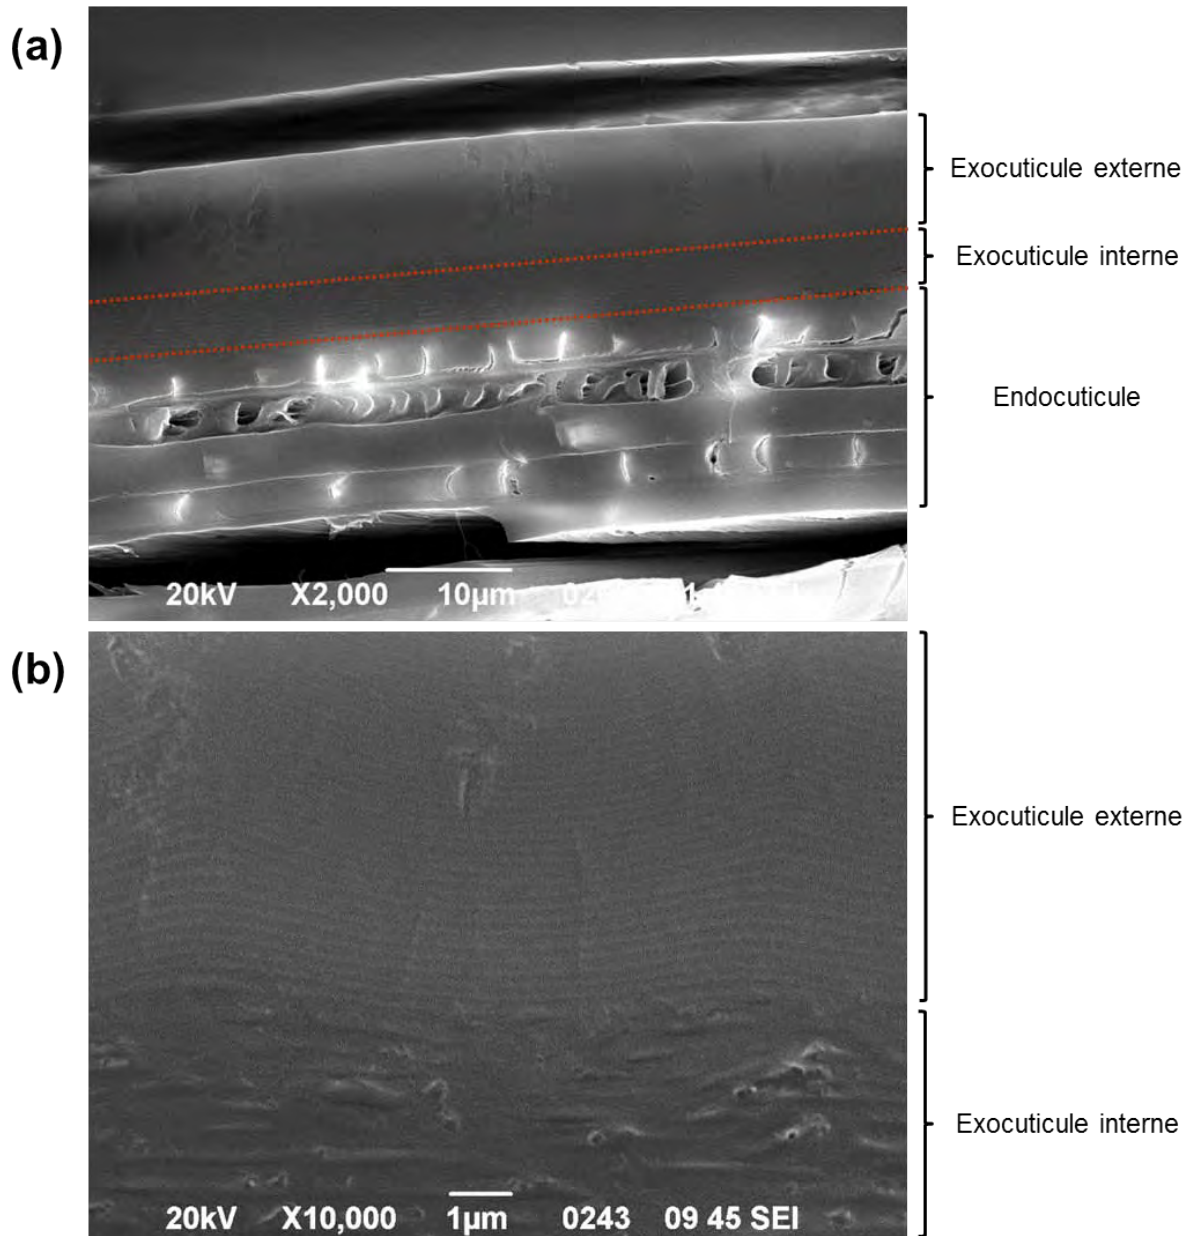 (a)
Exocuticule externe
Exocuticule interne
Endocuticule
20kV X2,000 10µm
(b)
Exocuticule externe
Exocuticule interne
20kV X10,000 1µm 0243 09 45 SEI